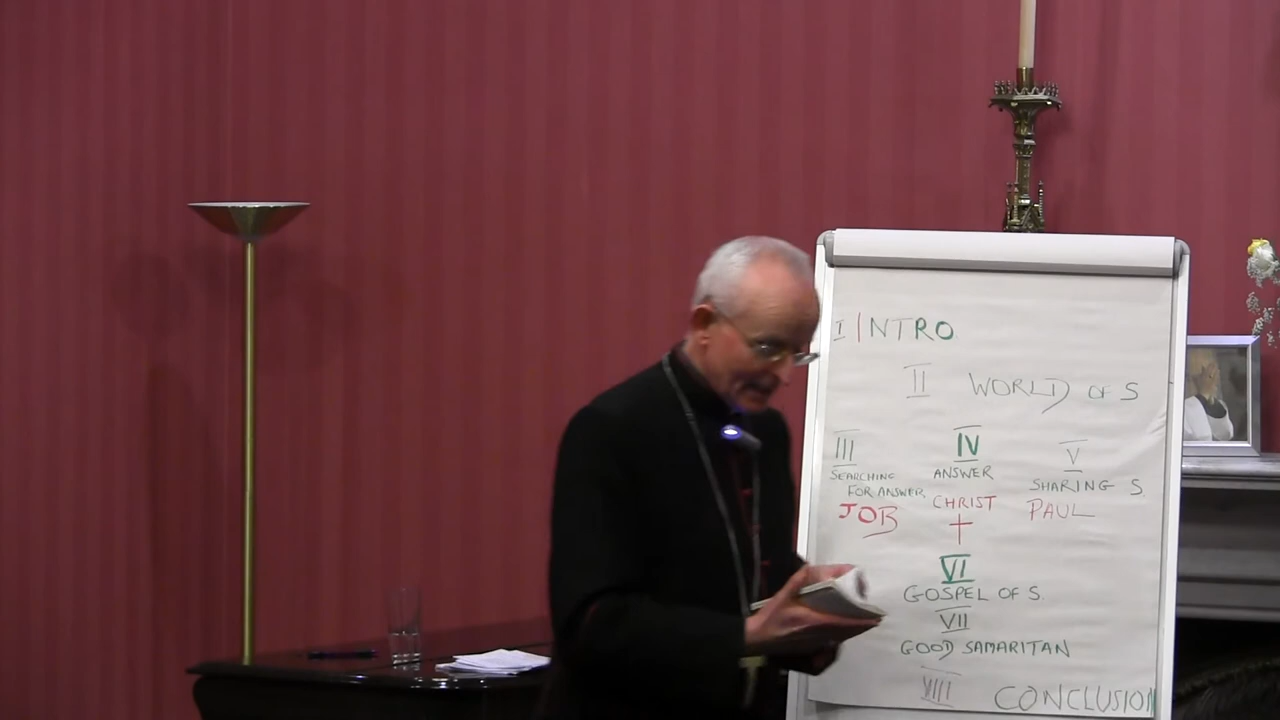 I INTRO
II WORLD OF S
III IV V
SEARCHING ANSWER SHARING S
FOR ANSWER CHRIST PAUL
JOB
VI
GOSPEL OF S.
VII
GOOD SAMARITAN
VIII CONCLUSION